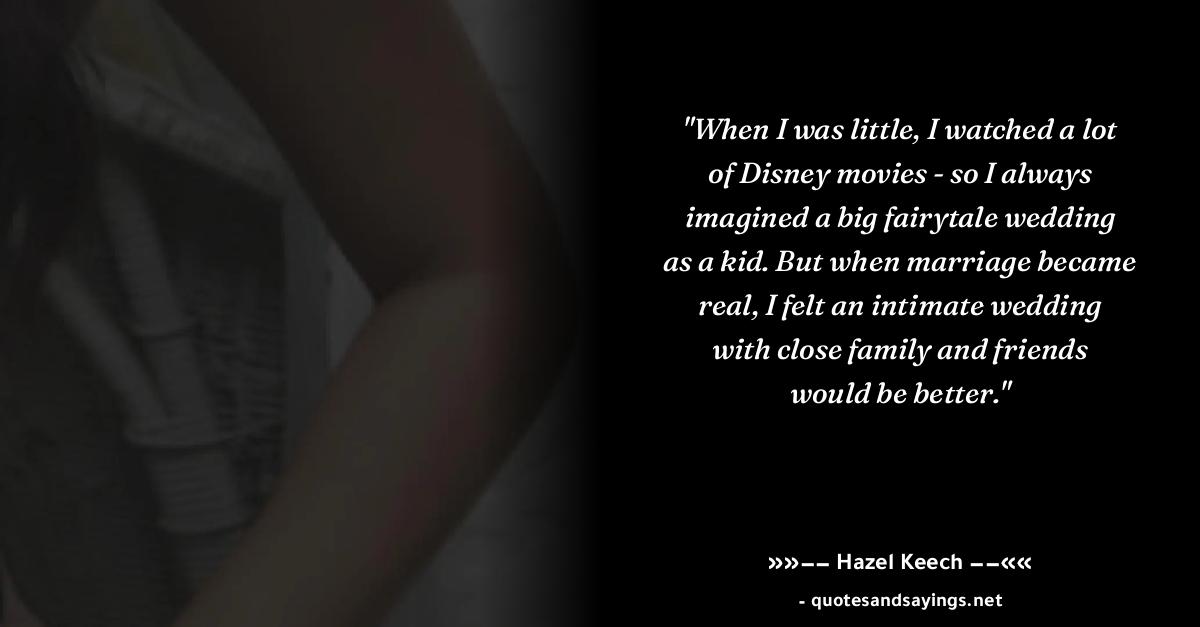 "When I was little, I watched a lot
of Disney movies - so I always
imagined a big fairytale wedding
as a kid. But when marriage became
real, I felt an intimate wedding
with close family and friends
would be better."
»»–– Hazel Keech ––««
- quotesandsayings.net